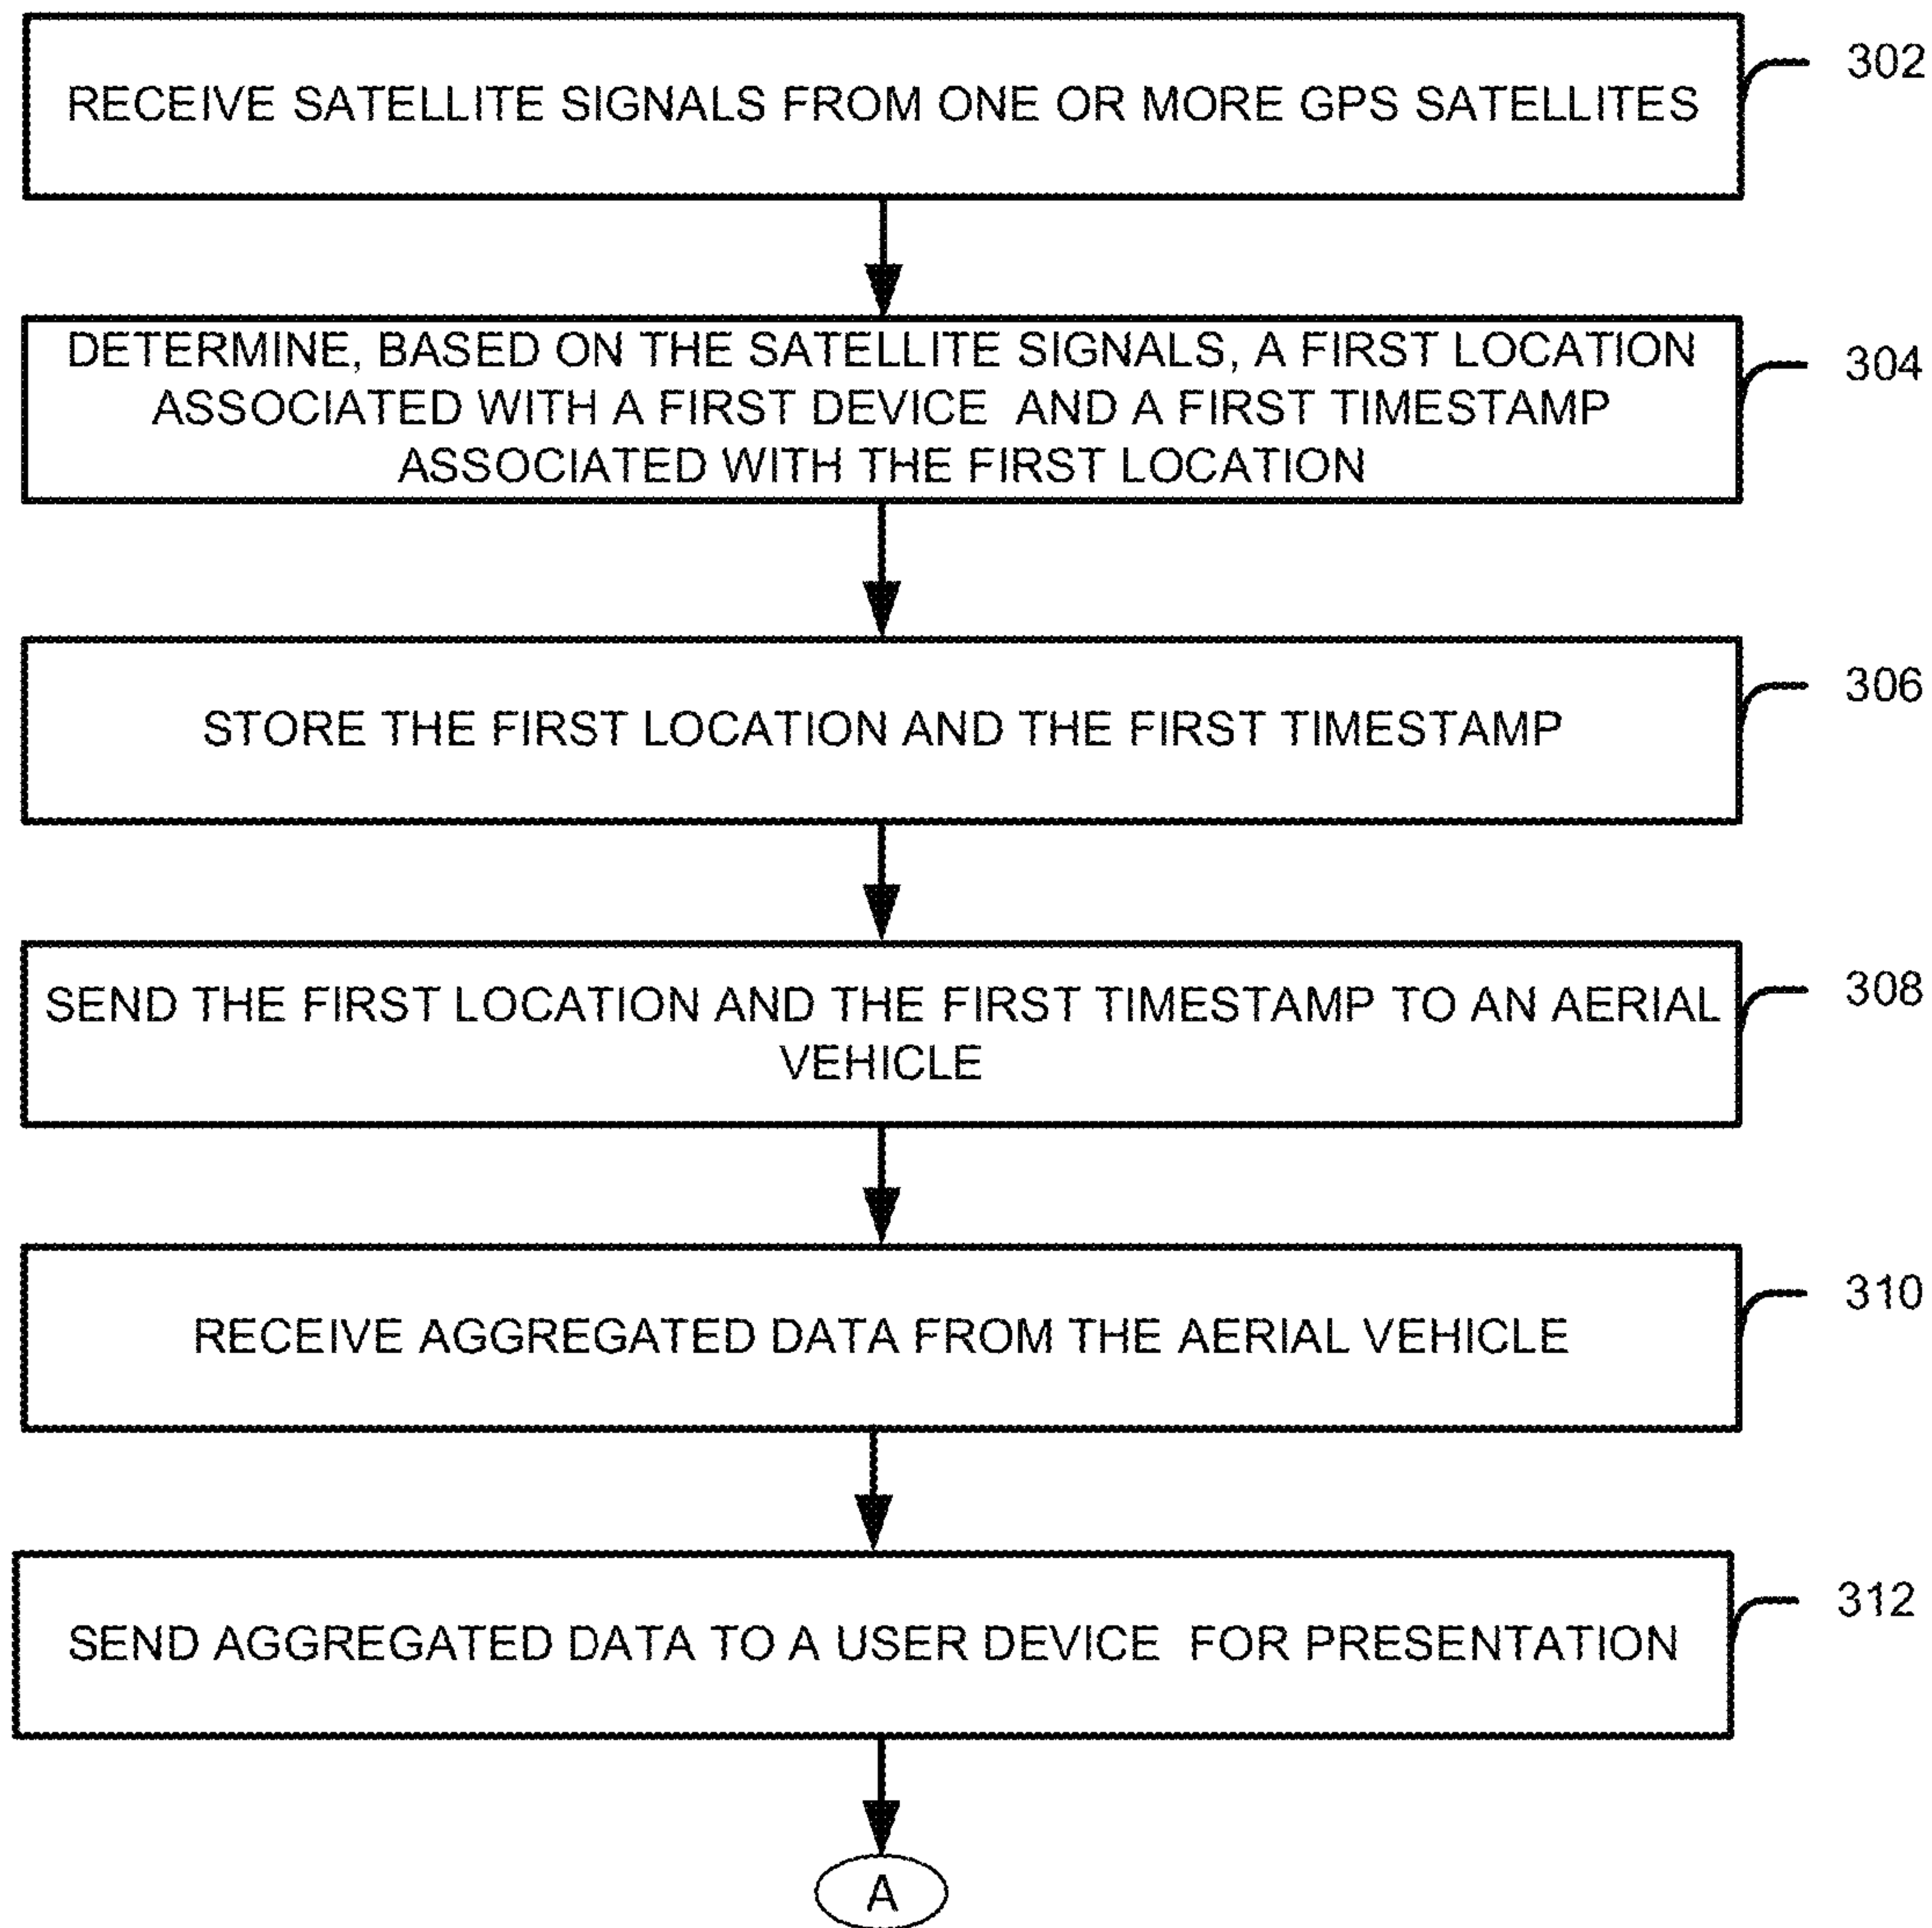 RECEIVE SATELLITE SIGNALS FROM ONE OR MORE GPS SATELLITES
302
DETERMINE, BASED ON THE SATELLITE SIGNALS, A FIRST LOCATION
ASSOCIATED WITH A FIRST DEVICE AND A FIRST TIMESTAMP
ASSOCIATED WITH THE FIRST LOCATION
304
STORE THE FIRST LOCATION AND THE FIRST TIMESTAMP
306
SEND THE FIRST LOCATION AND THE FIRST TIMESTAMP TO AN AERIAL
VEHICLE
308
RECEIVE AGGREGATED DATA FROM THE AERIAL VEHICLE
310
SEND AGGREGATED DATA TO A USER DEVICE FOR PRESENTATION
312
A